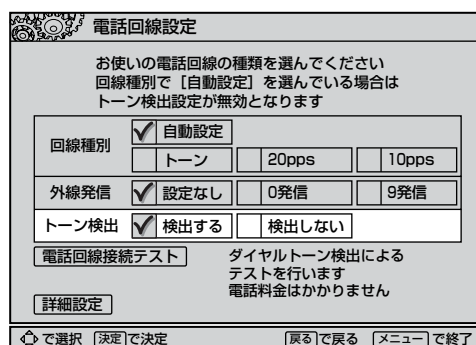 電話回線設定
お使いの電話回線の種類を選んでください
回線種別で［自動設定］を選んでいる場合は
トーン検出設定が無効となります
回線種別 自動設定
トーン 20pps 10pps
外線発信 設定なし 0発信 9発信
トーン検出 検出する 検出しない
電話回線接続テスト ダイヤルトーン検出による
テストを行います
電話料金はかかりません
詳細設定
で選択 決定で決定 戻るで戻る メニューで終了